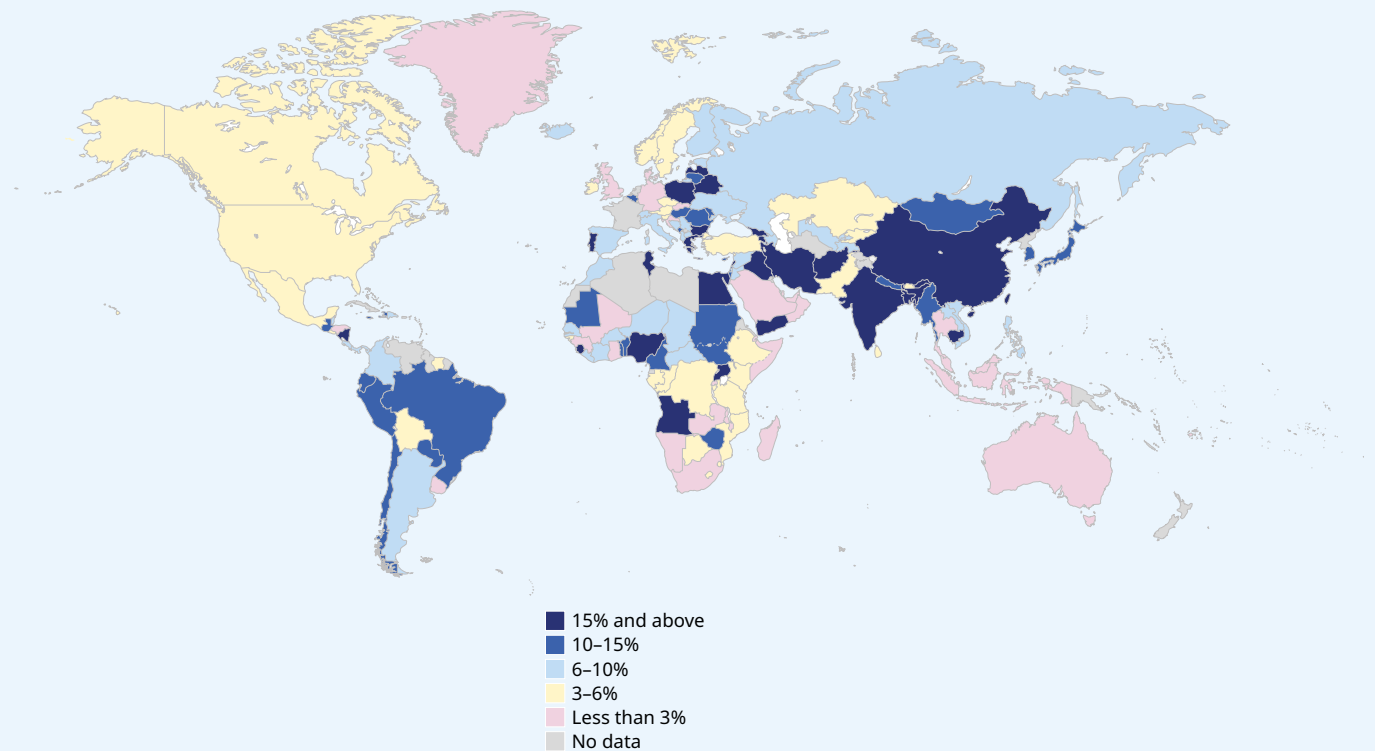 15% and above
10–15%
6–10%
3–6%
Less than 3%
No data